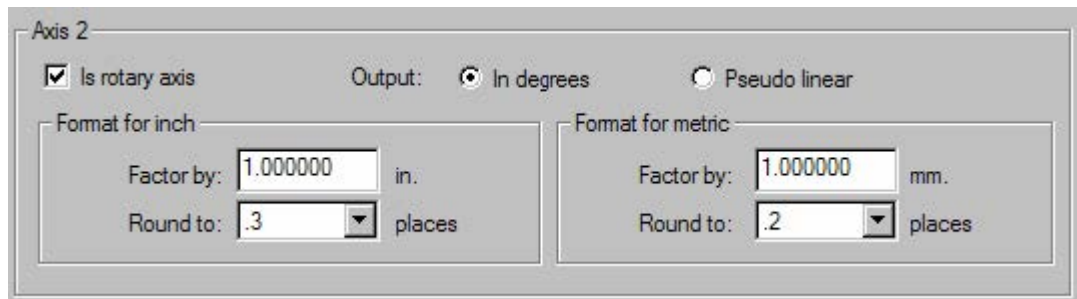 Axis 2
Is rotary axis Output: In degrees Pseudo linear
Format for inch Format for metric
Factor by: 1.000000 in. Factor by: 1.000000 mm.
Round to: .3 places Round to: .2 places